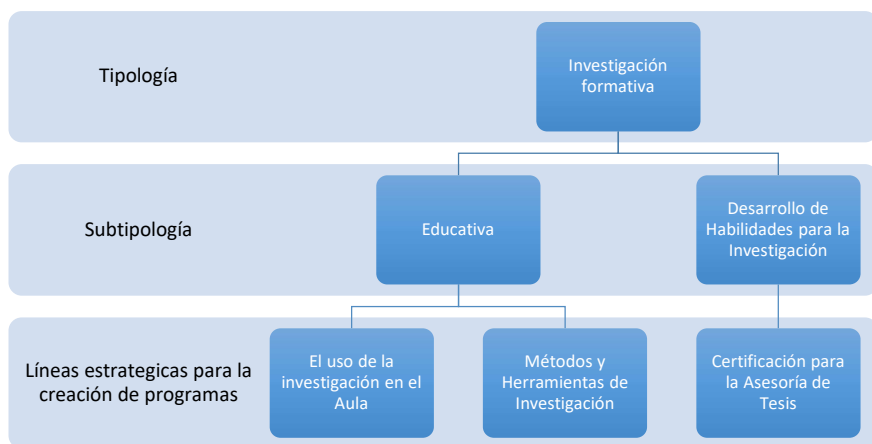 Tipología
Investigación
formativa
Subtipología
Educativa
Desarrollo de
Habilidades para la
Investigación
Líneas estrategicas para la
creación de programas
El uso de la
investigación en el
Aula
Métodos y
Herramientas de
Investigación
Certificación para
la Asesoría de
Tesis